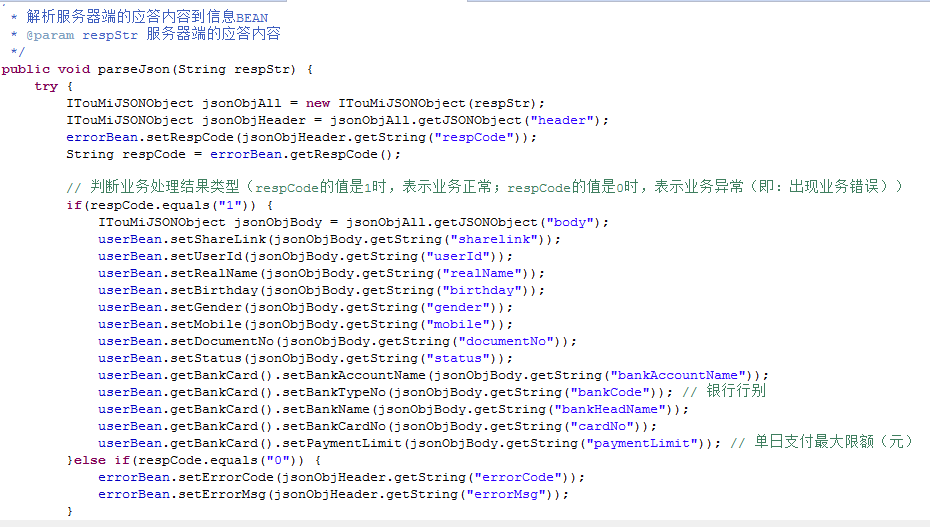 * 解析服务器端的应答内容到信息BEAN
* @param respStr 服务器端的应答内容
*/
public void parseJson(String respStr) {
try {
ITouMiJSONObject jsonObjAll = new ITouMiJSONObject(respStr);
ITouMiJSONObject jsonObjHeader = jsonObjAll.getJSONObject("header");
errorBean.setRespCode(jsonObjHeader.getString("respCode"));
String respCode = errorBean.getRespCode();
// 判断业务处理结果类型（respCode的值是1时，表示业务正常；respCode的值是0时，表示业务异常（即：出现业务错误））
if(respCode.equals("1")) {
ITouMiJSONObject jsonObjBody = jsonObjAll.getJSONObject("body");
userBean.setShareLink(jsonObjBody.getString("sharelink"));
userBean.setUserId(jsonObjBody.getString("userId"));
userBean.setRealName(jsonObjBody.getString("realName"));
userBean.setBirthday(jsonObjBody.getString("birthday"));
userBean.setGender(jsonObjBody.getString("gender"));
userBean.setMobile(jsonObjBody.getString("mobile"));
userBean.setDocumentNo(jsonObjBody.getString("documentNo"));
userBean.setStatus(jsonObjBody.getString("status"));
userBean.getBankCard().setBankAccountName(jsonObjBody.getString("bankAccountName"));
userBean.getBankCard().setBankTypeNo(jsonObjBody.getString("bankCode")); // 银行行别
userBean.getBankCard().setBankName(jsonObjBody.getString("bankHeadName"));
userBean.getBankCard().setBankCardNo(jsonObjBody.getString("cardNo"));
userBean.getBankCard().setPaymentLimit(jsonObjBody.getString("paymentLimit")); // 单日支付最大限额（元）
}else if(respCode.equals("0")) {
errorBean.setErrorCode(jsonObjHeader.getString("errorCode"));
errorBean.setErrorMsg(jsonObjHeader.getString("errorMsg"));
}